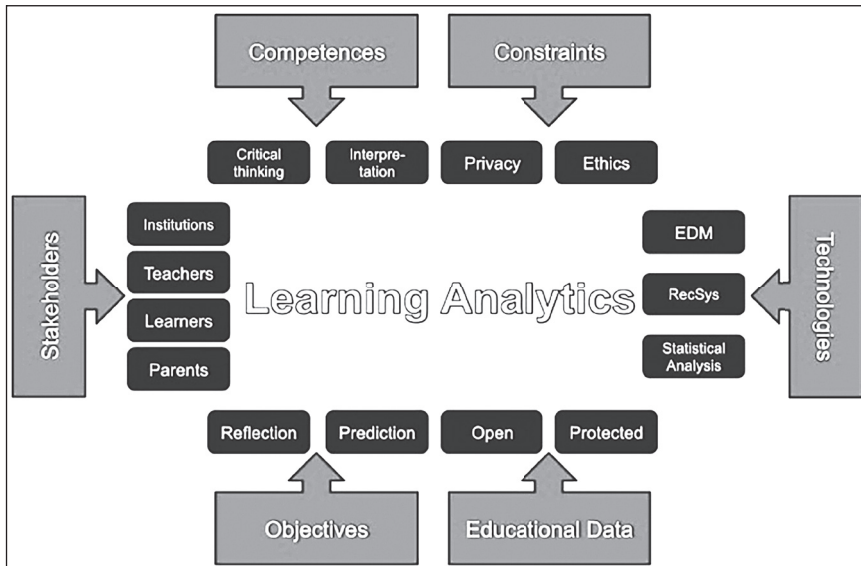 Competences
Constraints
Critical
thinking
Interpre-
tation
Privacy
Ethics
Stakeholders
Institutions
Teachers
Learners
Parents
Learning Analytics
EDM
RecSys
Statistical
Analysis
Technologies
Reflection
Prediction
Open
Protected
Objectives
Educational Data